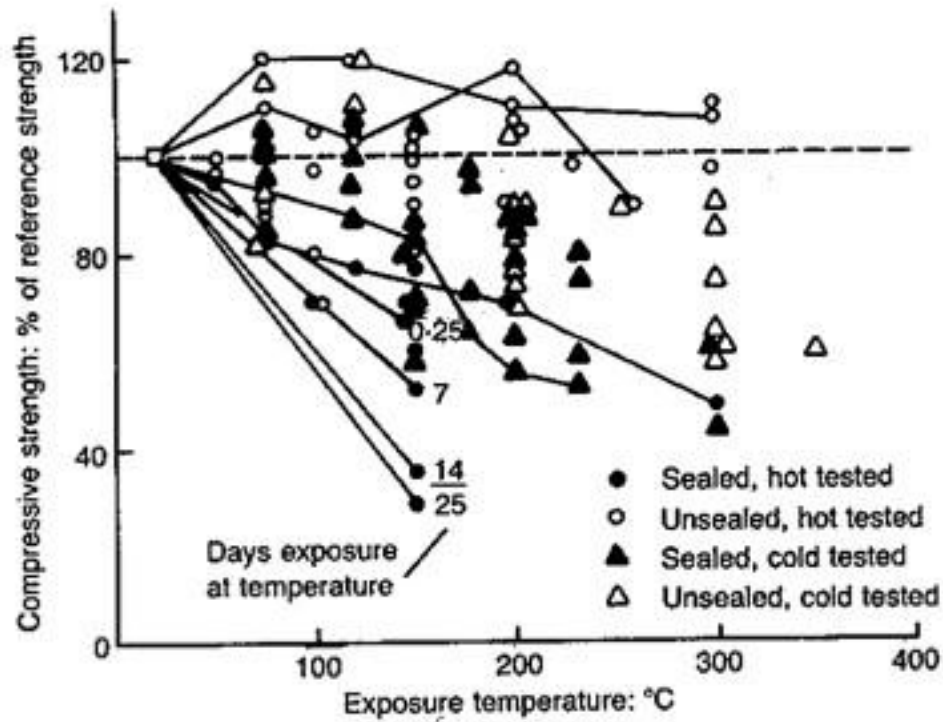 Compressive strength: % of reference strength
120
80
40
0
0·25
7
14
25
Days exposure
at temperature
Sealed, hot tested
Unsealed, hot tested
Sealed, cold tested
Unsealed, cold tested
100
200
300
400
Exposure temperature: °C